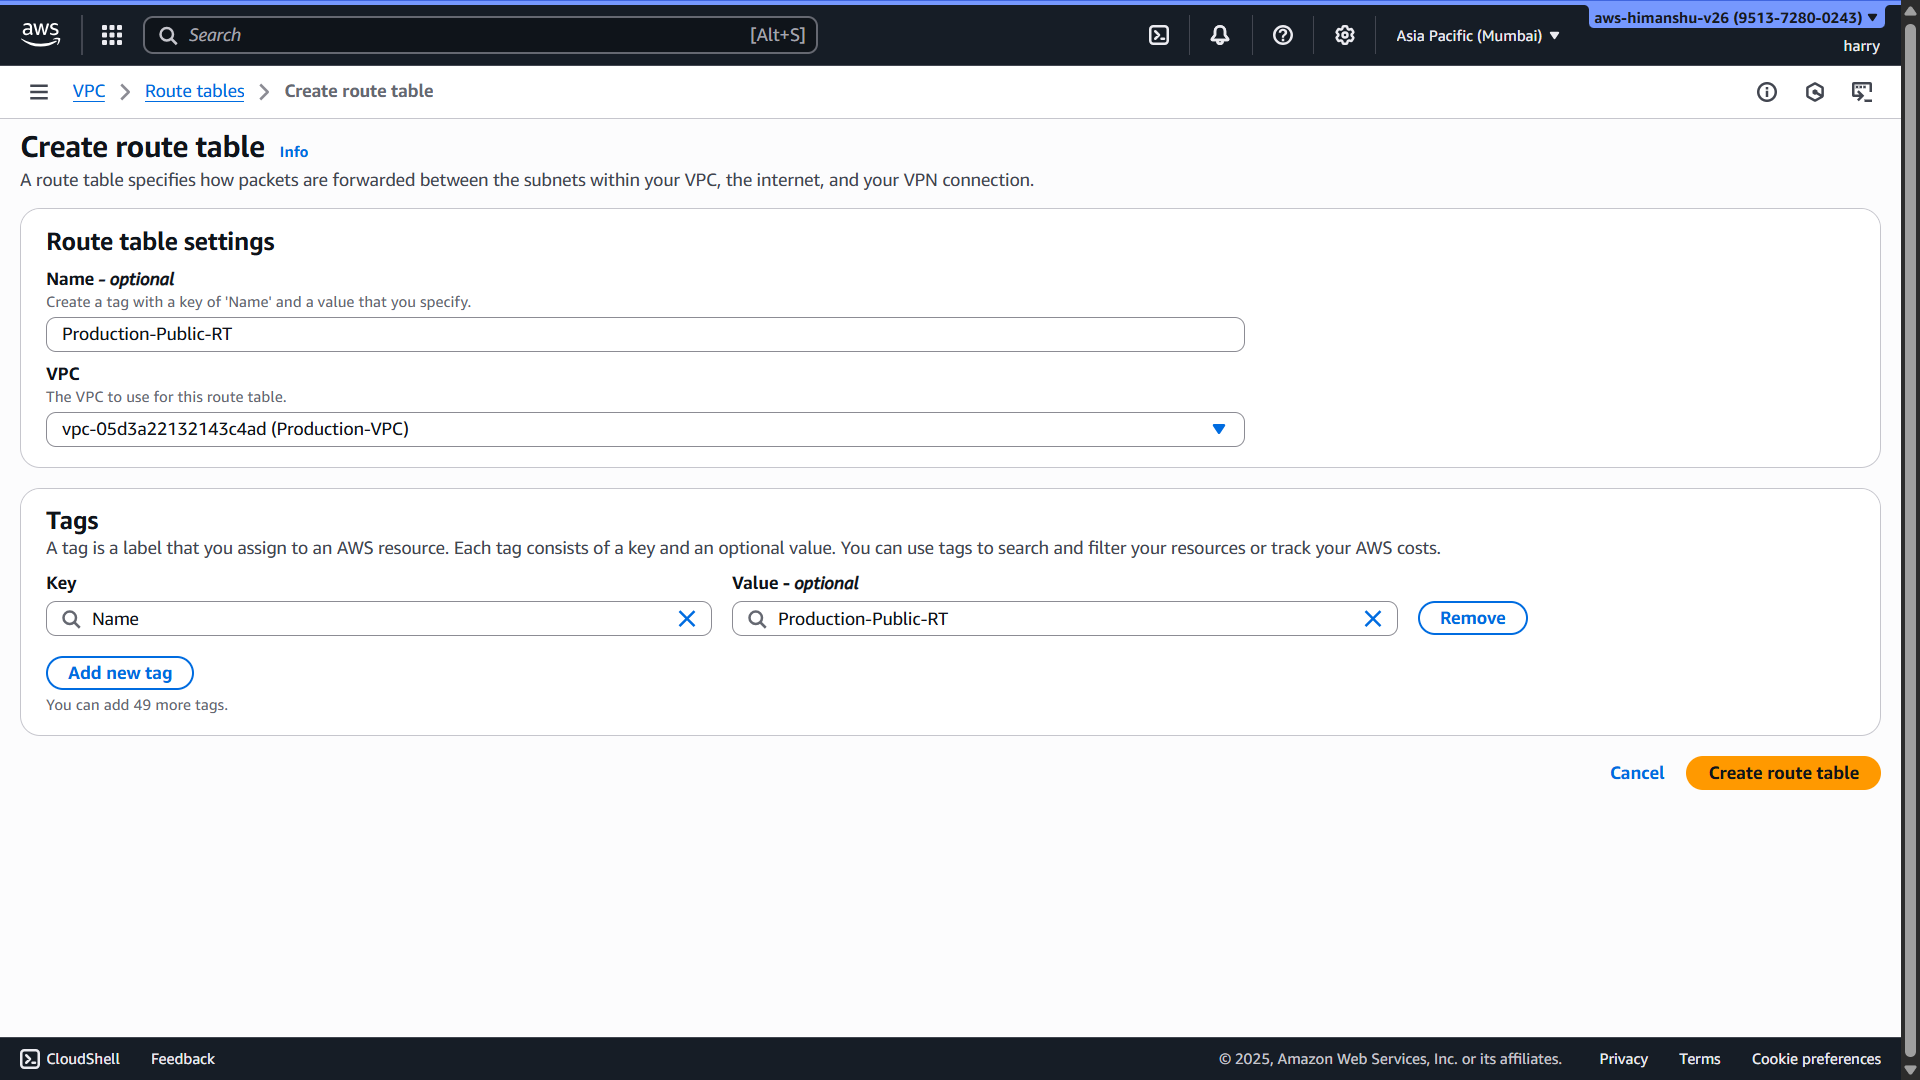 aws
Search [Alt+S]
Asia Pacific (Mumbai)
aws-himanshu-v26 (9513-7280-0243)
harry
VPC
Route tables
Create route table
Create route table Info
A route table specifies how packets are forwarded between the subnets within your VPC, the internet, and your VPN connection.
Route table settings
Name - optional
Create a tag with a key of 'Name' and a value that you specify.
Production-Public-RT
VPC
The VPC to use for this route table.
vpc-05d3a22132143c4ad (Production-VPC)
Tags
A tag is a label that you assign to an AWS resource. Each tag consists of a key and an optional value. You can use tags to search and filter your resources or track your AWS costs.
Key
Value - optional
Name
Production-Public-RT
Remove
Add new tag
You can add 49 more tags.
Cancel
Create route table
CloudShell
Feedback
© 2025, Amazon Web Services, Inc. or its affiliates.
Privacy
Terms
Cookie preferences